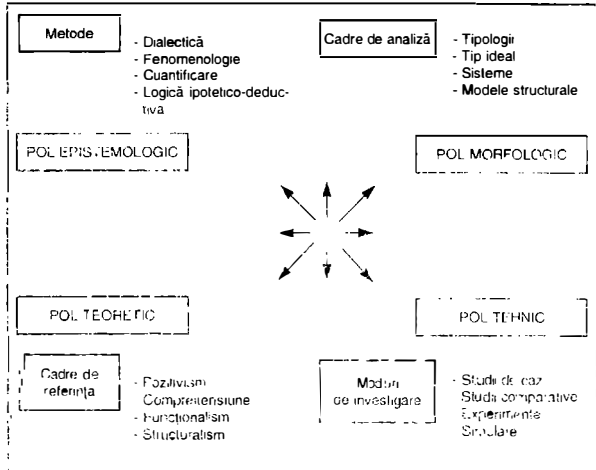 Metode
- Dialectică
- Fenomenologie
- Cuantificare
- Logică ipotetico-deduc-
tivă
Cadre de analiză
- Tipologii
- Tip ideal
- Sisteme
- Modele structurale
POL EPISTEMOLOGIC
POL MORFOLOGIC
POL TEORETIC
POL TEHNIC
Cadre de
referință
- Pozitivism
Comprehensiune
- Funcționalism
- Structuralism
Moduri
de investigare
- Studii de caz
Studii comparative
Experimente
Simulare